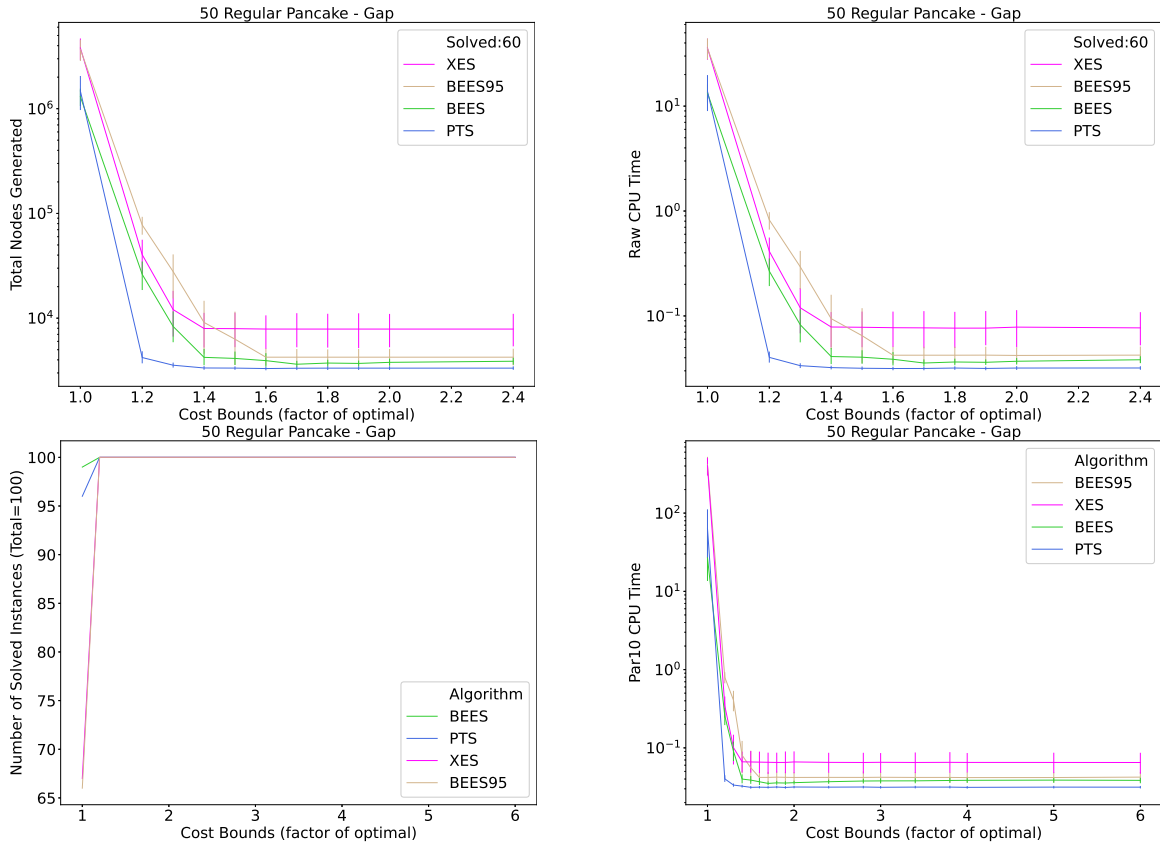 50 Regular Pancake - Gap
Total Nodes Generated
10^6
10^5
10^4
Solved:60
XES
BEES95
BEES
PTS
1.0 1.2 1.4 1.6 1.8 2.0 2.2 2.4
Cost Bounds (factor of optimal)
50 Regular Pancake - Gap
Raw CPU Time
10^1
10^0
10^−1
Solved:60
XES
BEES95
BEES
PTS
1.0 1.2 1.4 1.6 1.8 2.0 2.2 2.4
Cost Bounds (factor of optimal)
50 Regular Pancake - Gap
Number of Solved Instances (Total=100)
100
95
90
85
80
75
70
65
Algorithm
BEES
PTS
XES
BEES95
1 2 3 4 5 6
Cost Bounds (factor of optimal)
50 Regular Pancake - Gap
Par10 CPU Time
10^2
10^1
10^0
10^−1
Algorithm
BEES95
XES
BEES
PTS
1 2 3 4 5 6
Cost Bounds (factor of optimal)